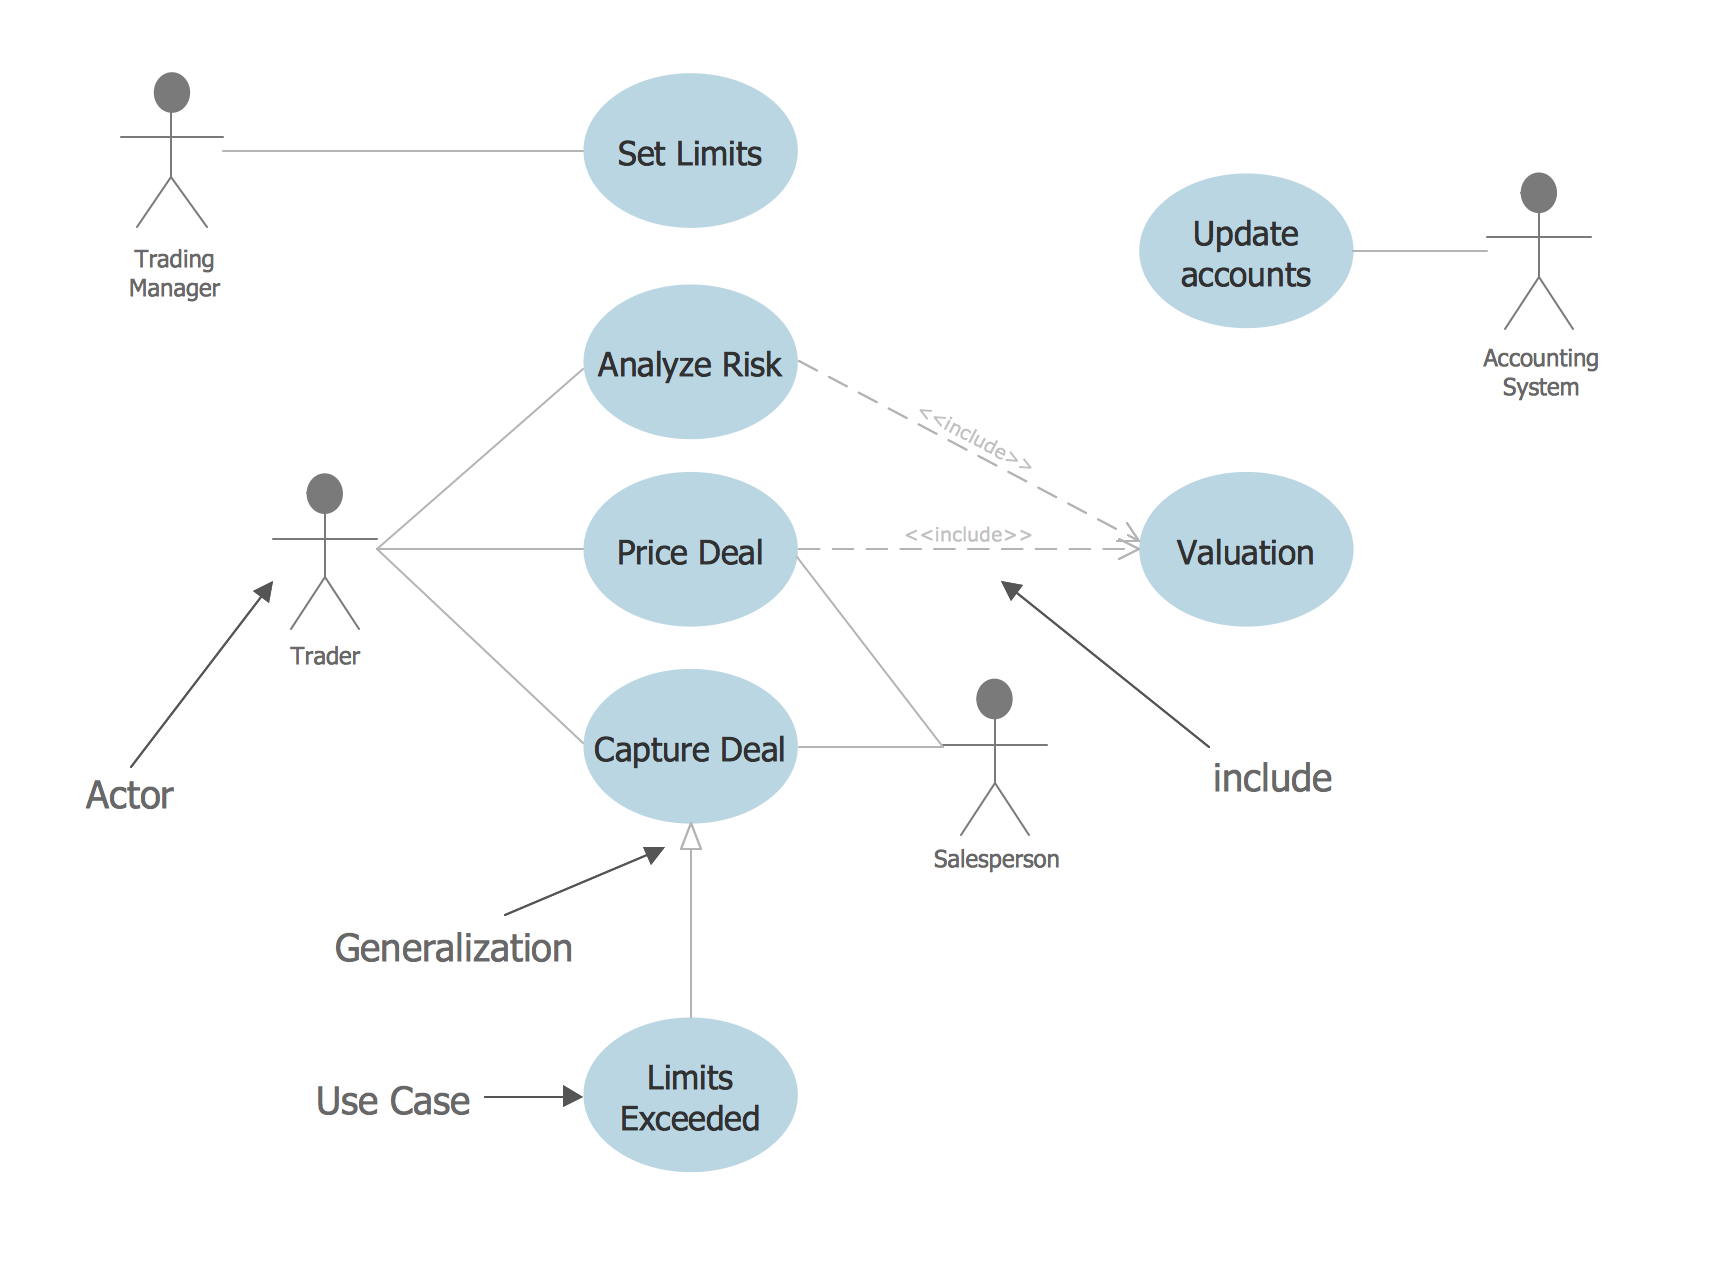 Set Limits
Trading
Manager
Update
accounts
Accounting
System
Analyze Risk
<<include>>
Price Deal
<<include>>
Valuation
Trader
Capture Deal
Actor
include
Salesperson
Generalization
Limits
Exceeded
Use Case